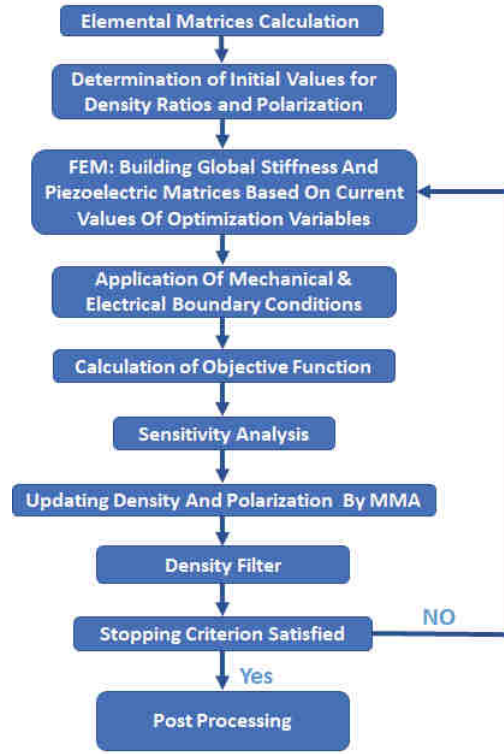 Elemental Matrices Calculation
Determination of Initial Values for
Density Ratios and Polarization
FEM: Building Global Stiffness And
Piezoelectric Matrices Based On Current
Values Of Optimization Variables
Application Of Mechanical &
Electrical Boundary Conditions
Calculation of Objective Function
Sensitivity Analysis
Updating Density And Polarization By MMA
Density Filter
Stopping Criterion Satisfied
NO
Yes
Post Processing